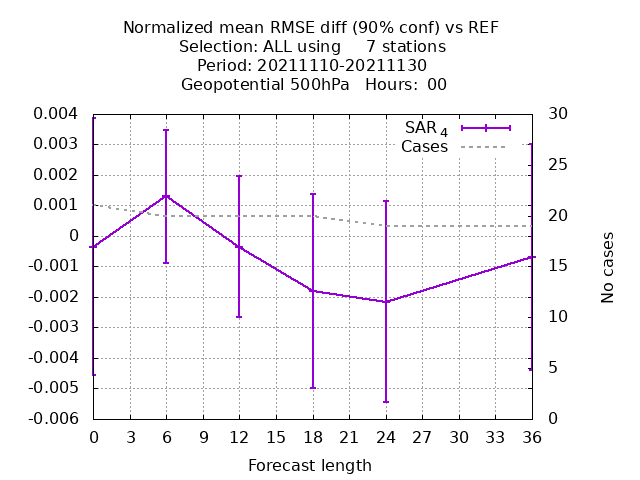 Normalized mean RMSE diff (90% conf) vs REF
Selection: ALL using 7 stations
Period: 20211110-20211130
Geopotential 500hPa Hours: 00
SAR 4
Cases
0.004
0.003
0.002
0.001
0
-0.001
-0.002
-0.003
-0.004
-0.005
-0.006
30
25
20
15
10
5
0
No cases
0 3 6 9 12 15 18 21 24 27 30 33 36
Forecast length